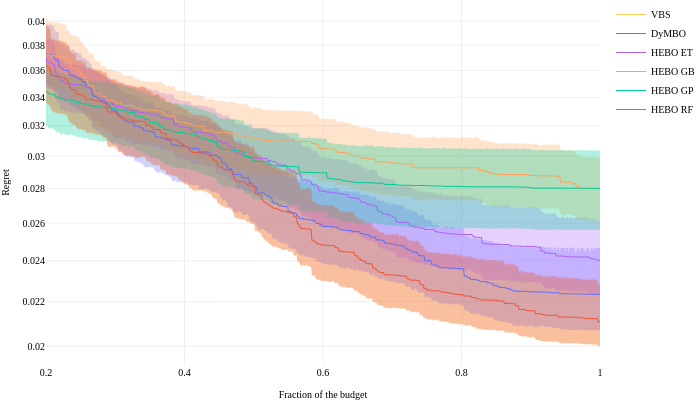 0.04
0.038
0.036
0.034
0.032
0.03
0.028
0.026
0.024
0.022
0.02
Regret
0.2
0.4
0.6
0.8
1
Fraction of the budget
VBS
DyMBO
HEBO ET
HEBO GB
HEBO GP
HEBO RF